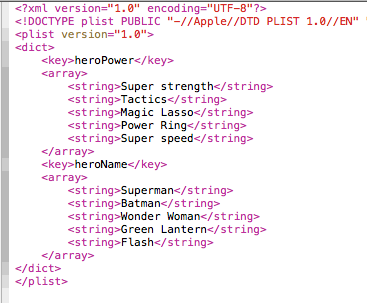 <?xml version="1.0" encoding="UTF-8"?>
<!DOCTYPE plist PUBLIC "-//Apple//DTD PLIST 1.0//EN" "
<plist version="1.0">
<dict>
    <key>heroPower</key>
    <array>
        <string>Super strength</string>
        <string>Tactics</string>
        <string>Magic Lasso</string>
        <string>Power Ring</string>
        <string>Super speed</string>
    </array>
    <key>heroName</key>
    <array>
        <string>Superman</string>
        <string>Batman</string>
        <string>Wonder Woman</string>
        <string>Green Lantern</string>
        <string>Flash</string>
    </array>
</dict>
</plist>